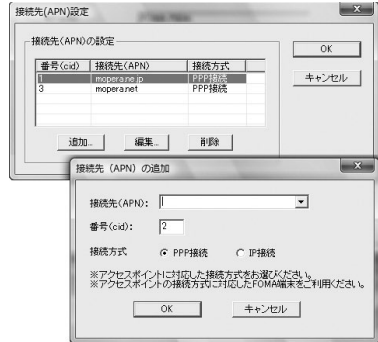 接続先(APN)設定
接続先(APN)の設定
番号(cid) 接続先(APN) 接続方式
1 mopera.ne.jp PPP接続
3 mopera.net PPP接続
追加... 編集... 削除
OK
キャンセル
接続先（APN）の追加
接続先(APN):
番号(cid): 2
接続方式 PPP接続 IP接続
※アクセスポイントに対応した接続方式をお選びください。
※アクセスポイントの接続方式に対応したFOMA端末をご利用ください。
OK キャンセル